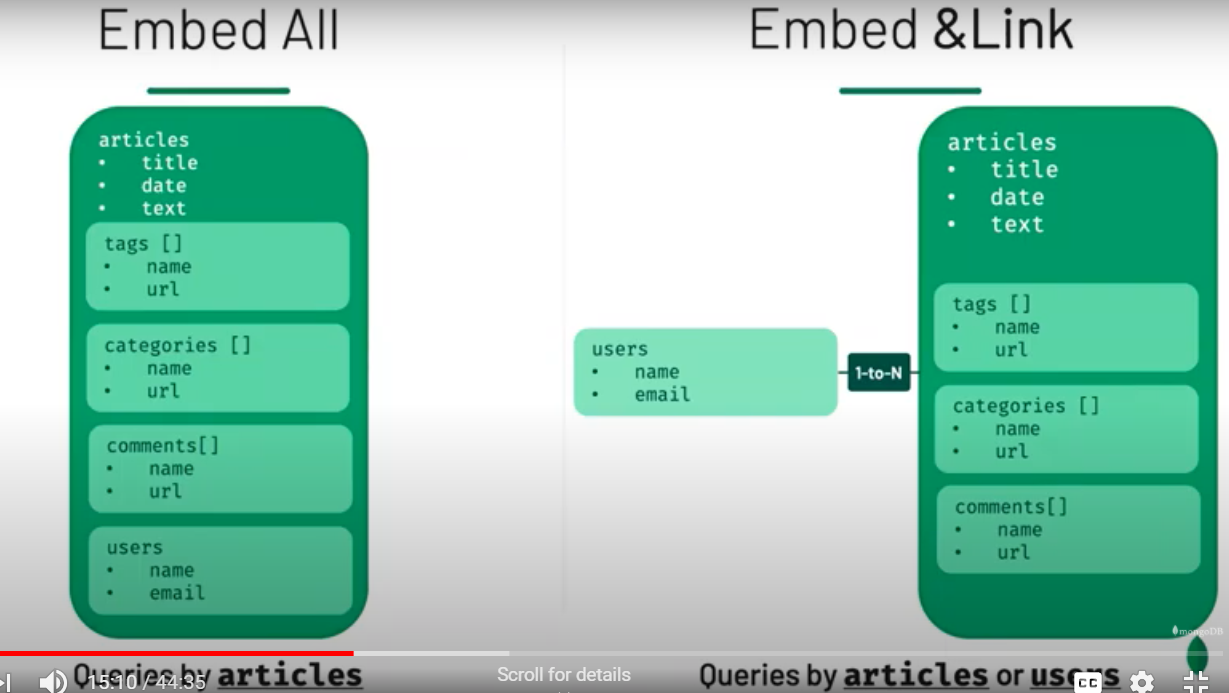 Embed All
articles
• title
• date
• text
tags []
• name
• url
categories []
• name
• url
comments[]
• name
• url
users
• name
• email
Queries by articles
Embed &Link
users
• name
• email
1-to-N
articles
• title
• date
• text
tags []
• name
• url
categories []
• name
• url
comments[]
• name
• url
mongoDB
Queries by articles or users
15:10 / 44:35
Scroll for details
CC